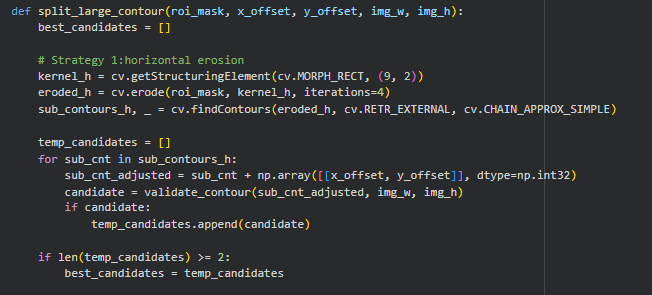 def split_large_contour(roi_mask, x_offset, y_offset, img_w, img_h):
    best_candidates = []

    # Strategy 1:horizontal erosion
    kernel_h = cv.getStructuringElement(cv.MORPH_RECT, (9, 2))
    eroded_h = cv.erode(roi_mask, kernel_h, iterations=4)
    sub_contours_h, _ = cv.findContours(eroded_h, cv.RETR_EXTERNAL, cv.CHAIN_APPROX_SIMPLE)

    temp_candidates = []
    for sub_cnt in sub_contours_h:
        sub_cnt_adjusted = sub_cnt + np.array([[x_offset, y_offset]], dtype=np.int32)
        candidate = validate_contour(sub_cnt_adjusted, img_w, img_h)
        if candidate:
            temp_candidates.append(candidate)

    if len(temp_candidates) >= 2:
        best_candidates = temp_candidates